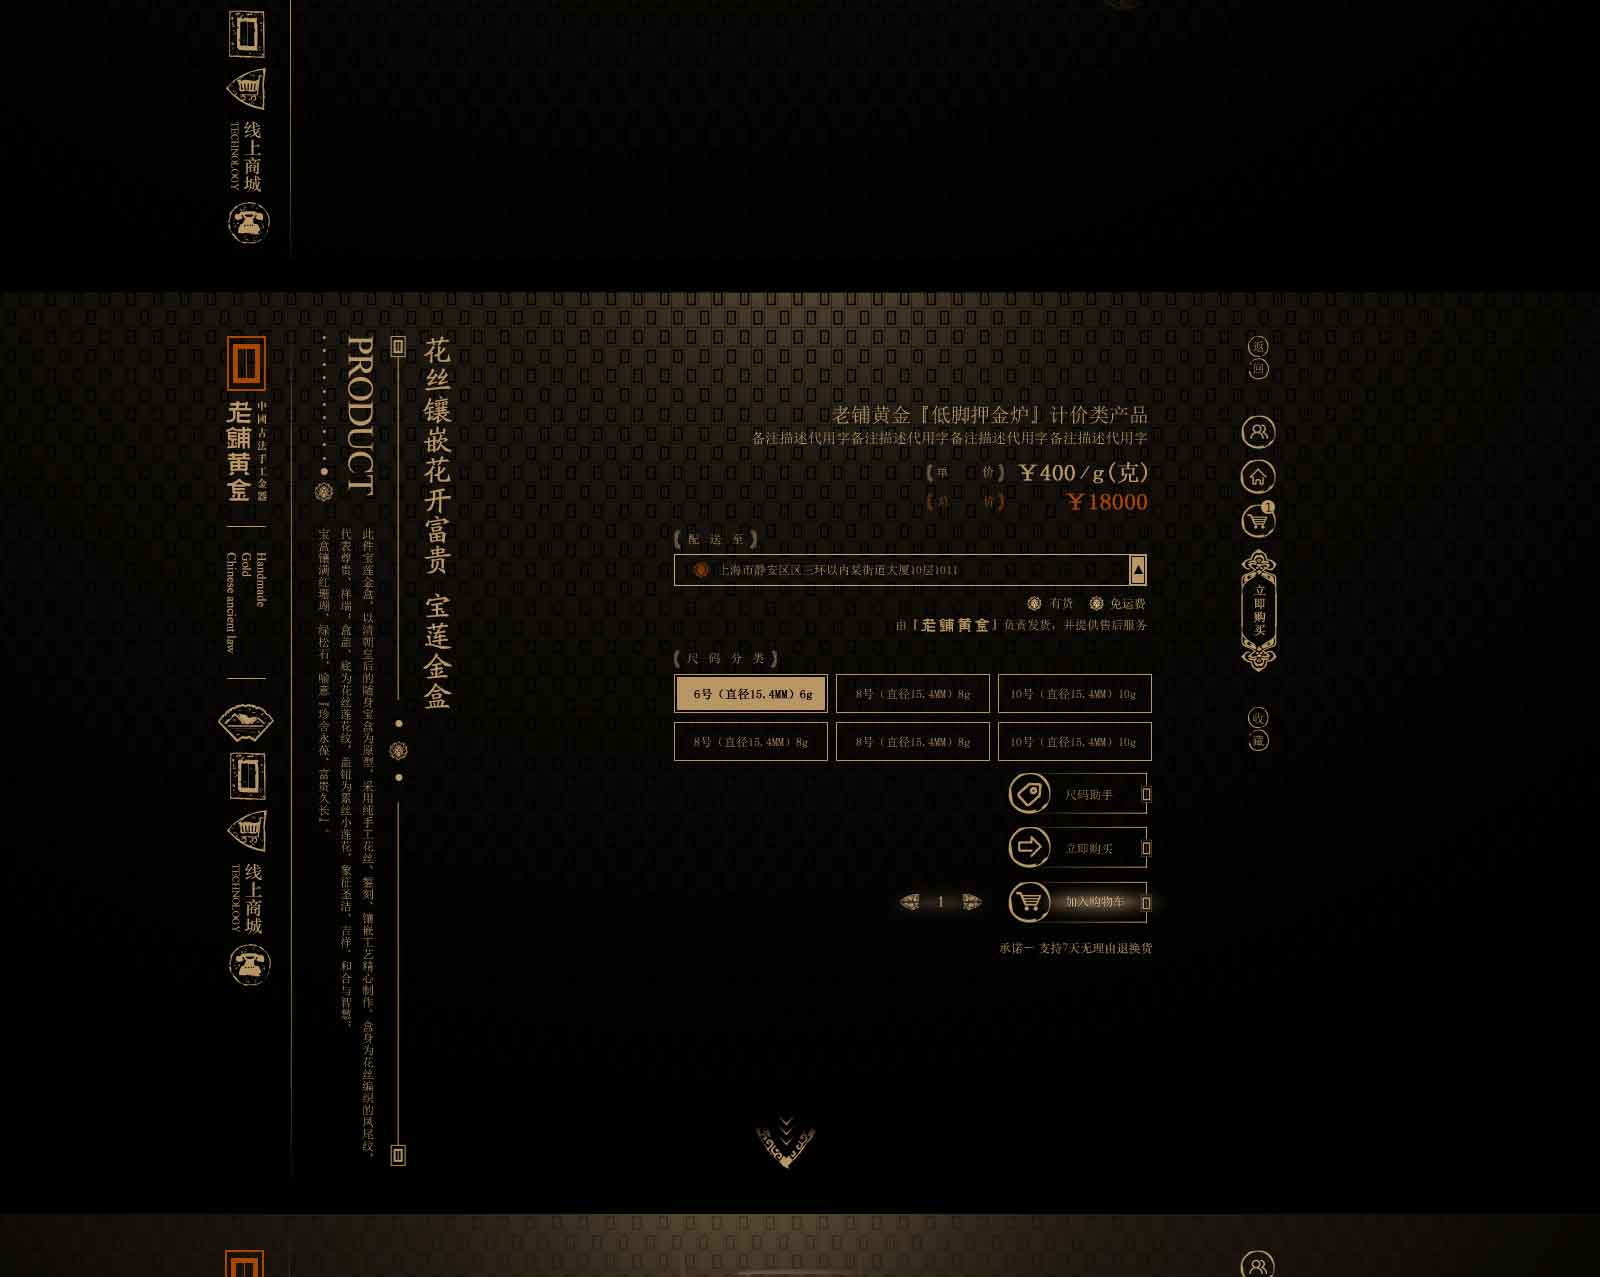 线上商城
TECHNOLOGY
老鋪黄金
中國古法手工金器
Handmade
Gold
Chinese ancient law
线上商城
TECHNOLOGY
PRODUCT
花丝镶嵌花开富贵 宝莲金盒
此件宝莲金盒，以清朝皇后的随身宝盒为原型，采用纯手工花丝、錾刻、镶嵌工艺精心制作。盒身为花丝编织的凤尾纹，
代表尊贵、祥瑞，盒盖、底为花丝莲花纹，盖钮为累丝小莲花，象征圣洁、吉祥、和合与智慧；
宝盒镶满红珊瑚、绿松石，喻意『珍舍永葆、富贵久长』。
老铺黄金『低脚押金炉』计价类产品
备注描述代用字备注描述代用字备注描述代用字备注描述代用字
单 价 ￥400/g(克)
总 价 ￥18000
配送至
上海市静安区区三环以内某街道大厦10层1011
有货 免运费
由『老鋪黄金』负责发货，并提供售后服务
尺码分类
6号（直径15.4MM）6g 8号（直径15.4MM）8g 10号（直径15.4MM）10g
8号（直径15.4MM）8g 8号（直径15.4MM）8g 10号（直径15.4MM）10g
尺码助手
立即购买
1 加入购物车
承诺一 支持7天无理由退换货
返回
1
立即购买
收藏